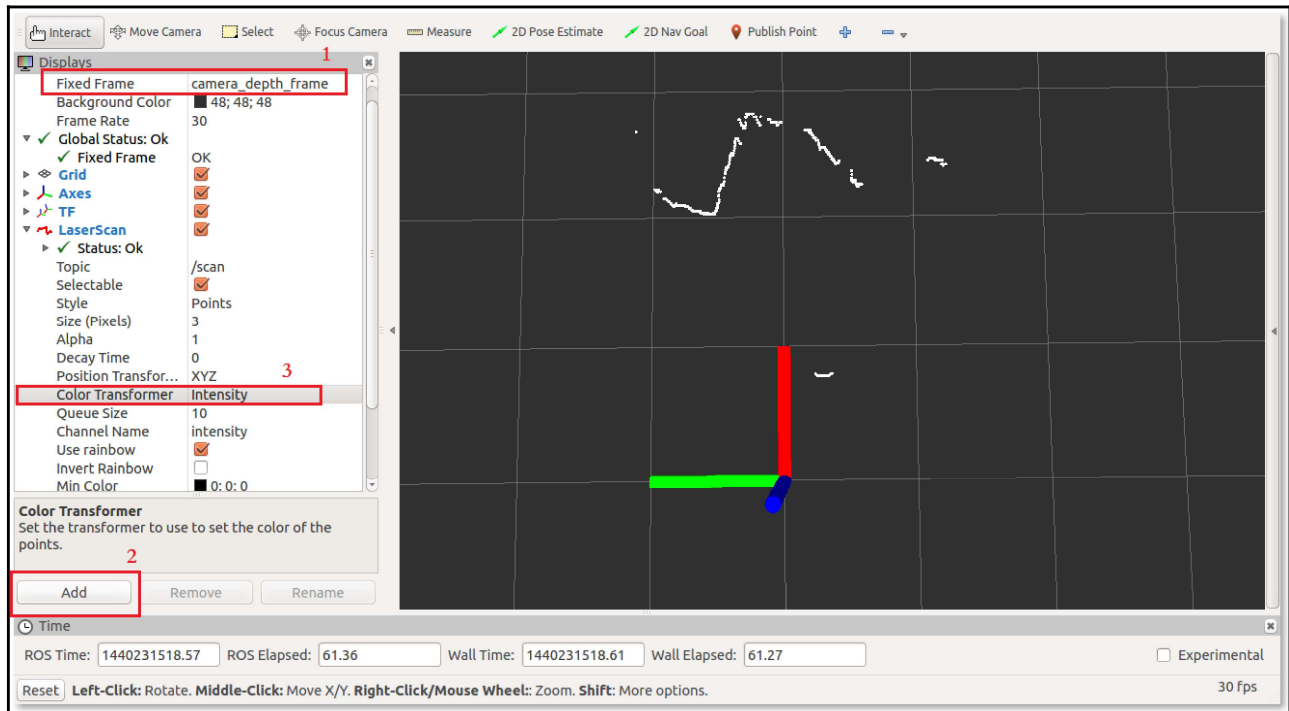 Interact Move Camera Select Focus Camera Measure 2D Pose Estimate 2D Nav Goal Publish Point
1
Displays
Fixed Frame camera_depth_frame
Background Color 48; 48; 48
Frame Rate 30
Global Status: Ok
Fixed Frame OK
Grid
Axes
TF
LaserScan
Status: Ok
Topic /scan
Selectable
Style Points
Size (Pixels) 3
Alpha 1
Decay Time 0
Position Transfor... XYZ
3
Color Transformer Intensity
Queue Size 10
Channel Name intensity
Use rainbow
Invert Rainbow
Min Color 0; 0; 0
Color Transformer
Set the transformer to use to set the color of the
points.
2
Add Remove Rename
Time
ROS Time: 1440231518.57 ROS Elapsed: 61.36 Wall Time: 1440231518.61 Wall Elapsed: 61.27 Experimental
Reset Left-Click: Rotate. Middle-Click: Move X/Y. Right-Click/Mouse Wheel:: Zoom. Shift: More options. 30 fps